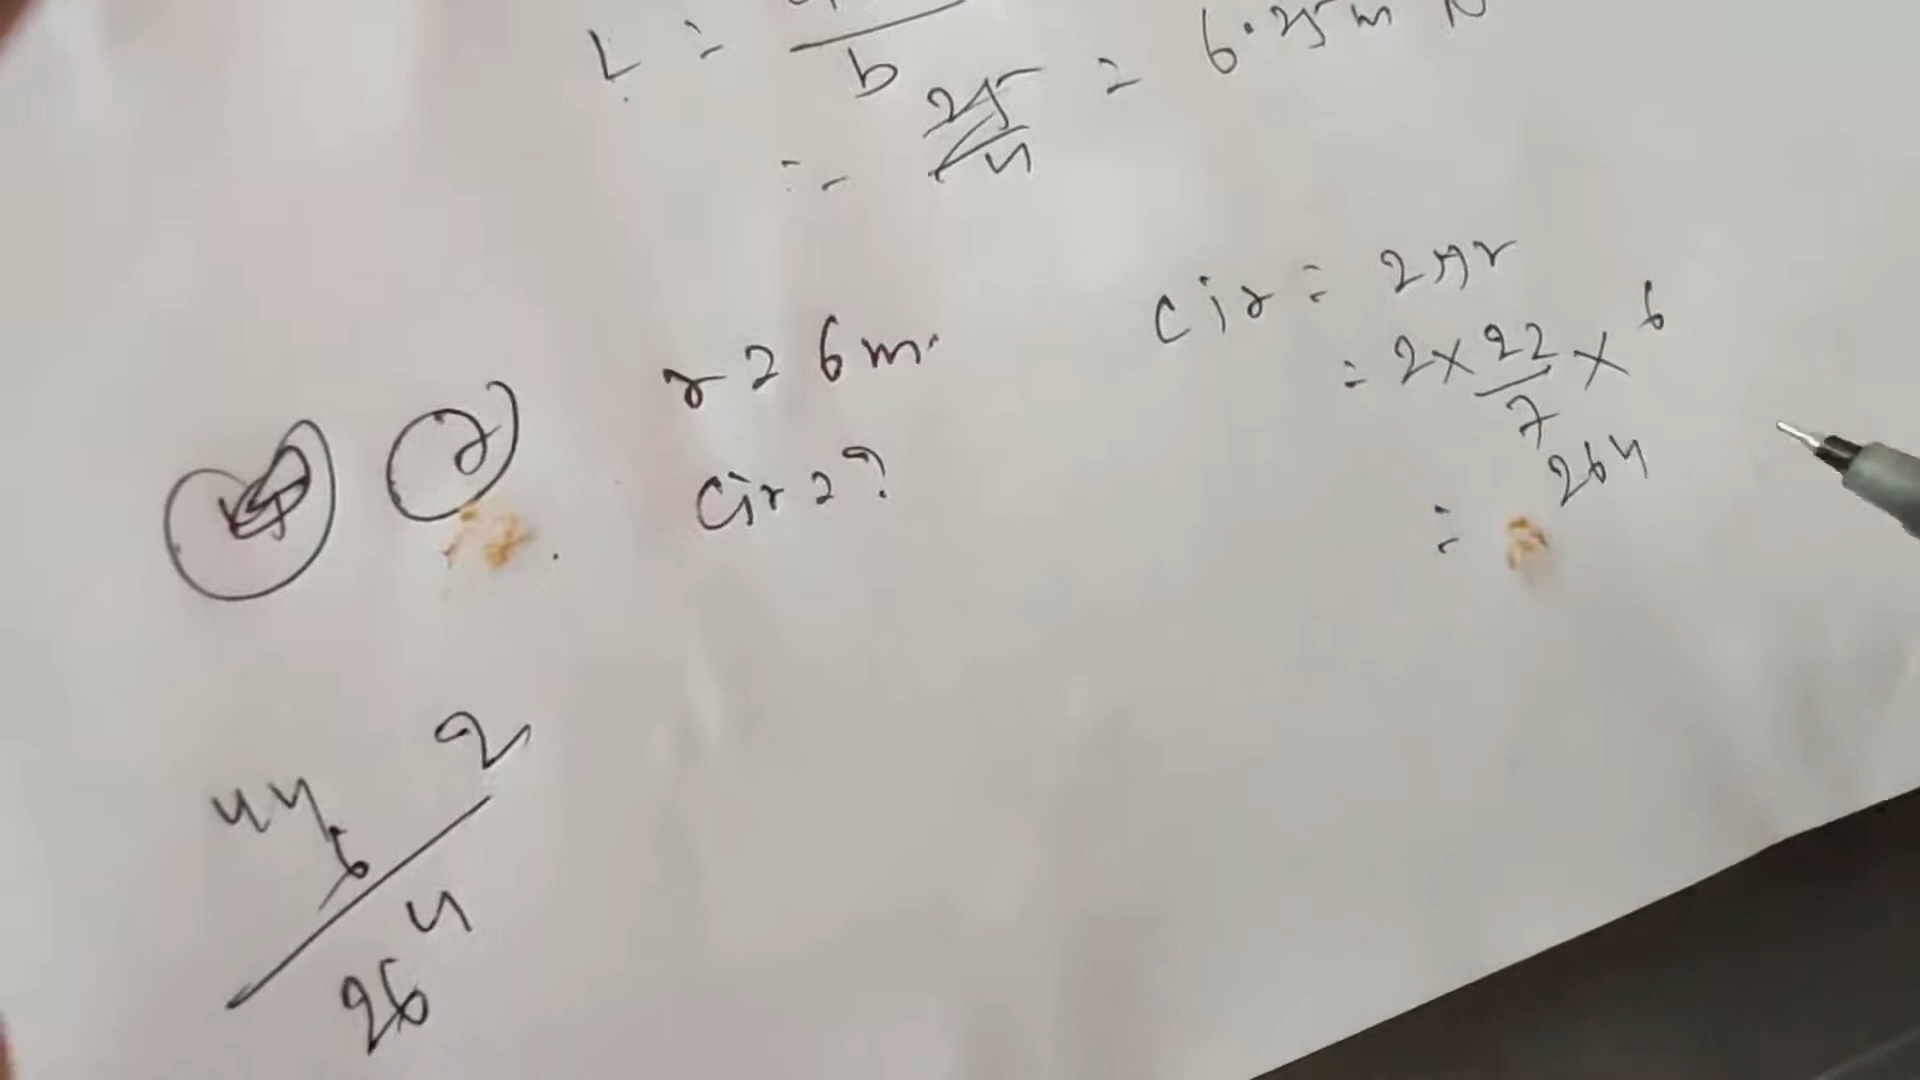 L = b
= 25/4 = 6.25 m
r = 6 m.
Cir = ?
Cir = 2πr
= 2 × 22/7 × 6
= 264
44
6
2
264